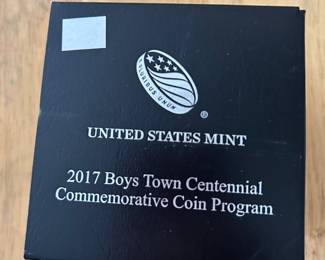 E PLURIBUS UNUM
®
UNITED STATES MINT
2017 Boys Town Centennial
Commemorative Coin Program